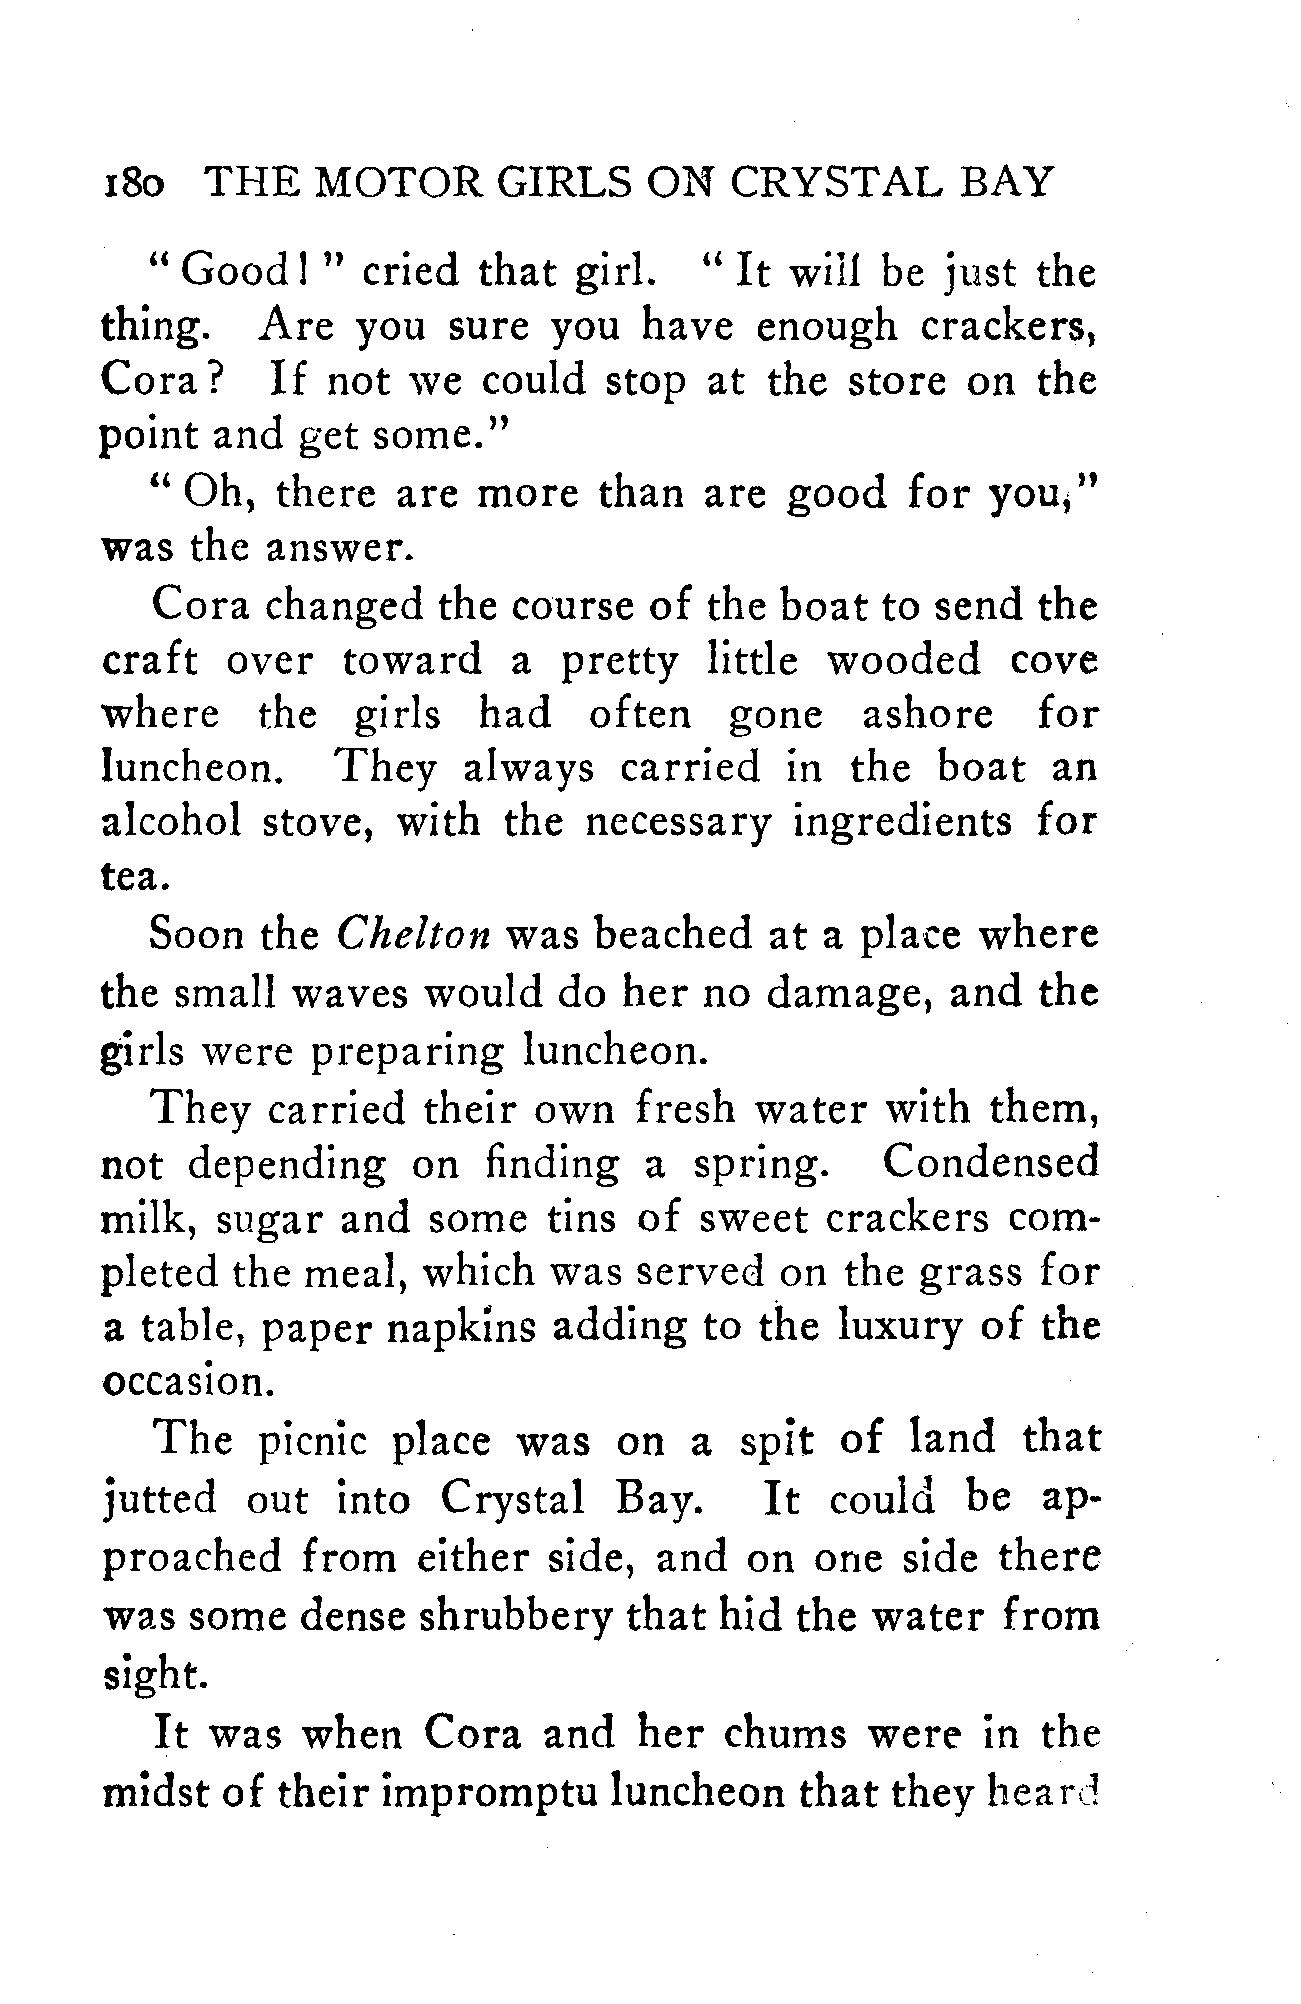 180 THE MOTOR GIRLS ON CRYSTAL BAY
“ Good! ” cried that girl. “ It will be just the
thing. Are you sure you have enough crackers,
Cora? If not we could stop at the store on the
point and get some.”
“ Oh, there are more than are good for you,”
was the answer.
Cora changed the course of the boat to send the
craft over toward a pretty little wooded cove
where the girls had often gone ashore for
luncheon. They always carried in the boat an
alcohol stove, with the necessary ingredients for
tea.
Soon the Chelton was beached at a place where
the small waves would do her no damage, and the
girls were preparing luncheon.
They carried their own fresh water with them,
not depending on finding a spring. Condensed
milk, sugar and some tins of sweet crackers com-
pleted the meal, which was served on the grass for
a table, paper napkins adding to the luxury of the
occasion.
The picnic place was on a spit of land that
jutted out into Crystal Bay. It could be ap-
proached from either side, and on one side there
was some dense shrubbery that hid the water from
sight.
It was when Cora and her chums were in the
midst of their impromptu luncheon that they heard